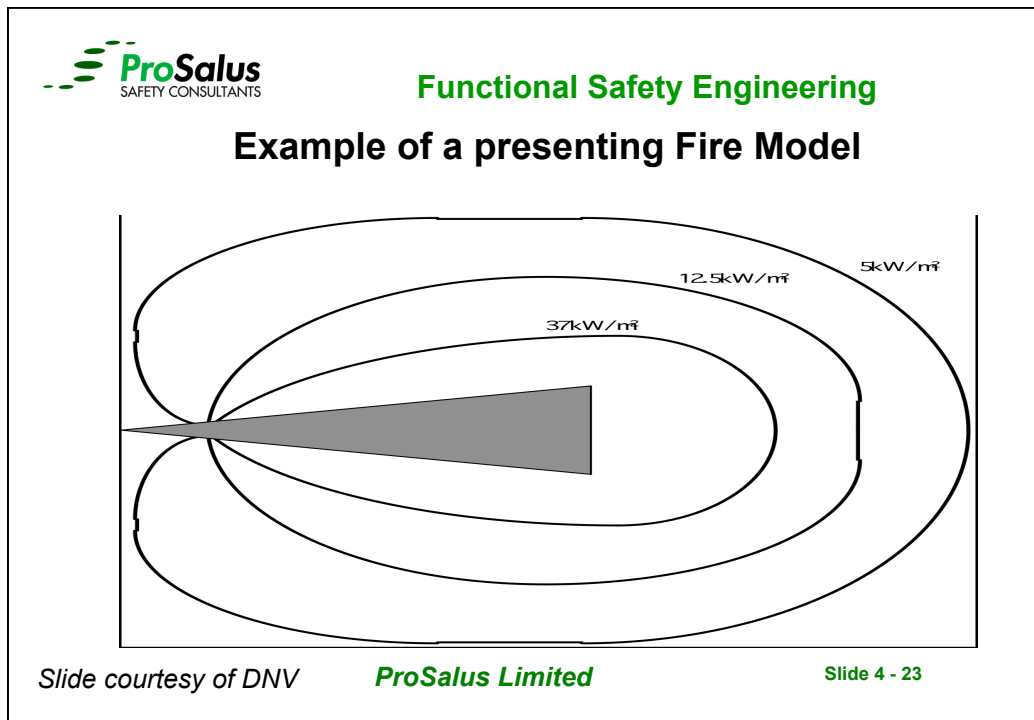 ProSalus
SAFETY CONSULTANTS
Functional Safety Engineering
Example of a presenting Fire Model
5kW/m²
12.5kW/m²
37kW/m²
Slide courtesy of DNV
ProSalus Limited
Slide 4 - 23